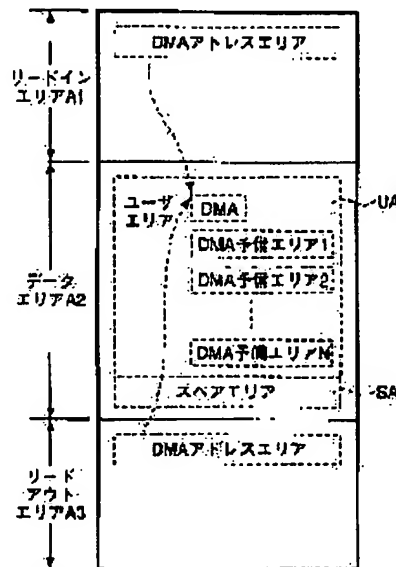 DMAアドレスエリア
リードイン
エリアA1
ユーザ
エリア
UA
DMA
DMA予備エリア1
DMA予備エリア2
データ
エリアA2
DMA予備エリアN
スペアエリア
SA
DMAアドレスエリア
リード
アウト
エリアA3